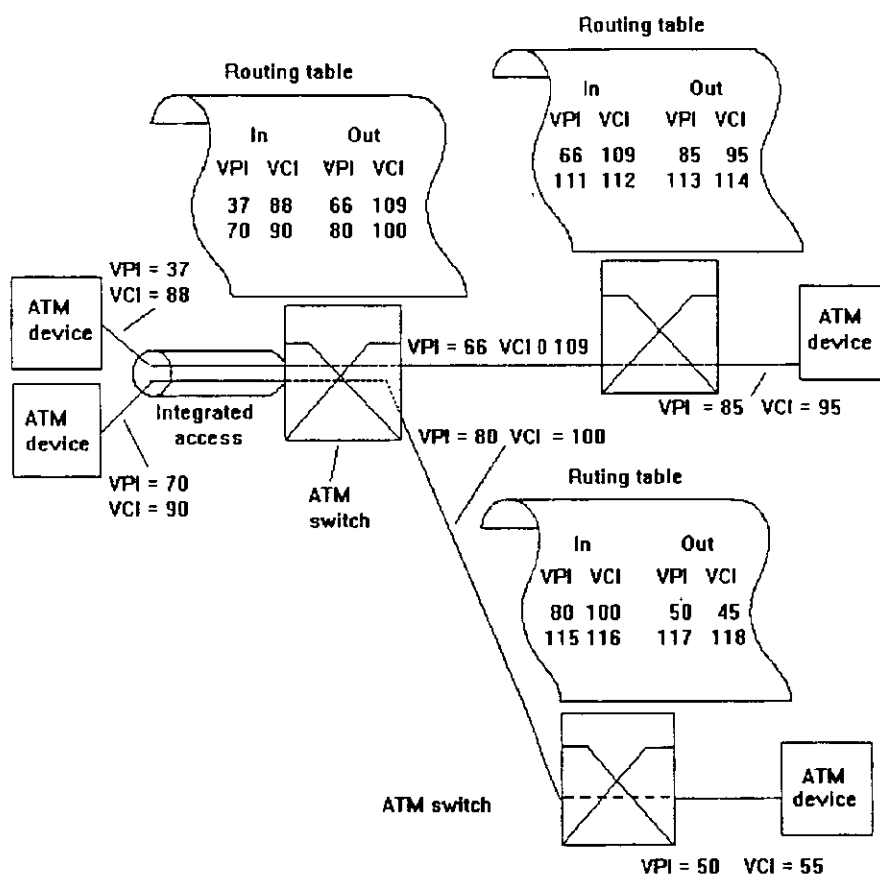 Routing table
In Out
VPI VCI VPI VCI
66 109 85 95
111 112 113 114
Routing table
In Out
VPI VCI VPI VCI
37 88 66 109
70 90 80 100
VPI = 37
VCI = 88
ATM
device
ATM
device
VPI = 70
VCI = 90
Integrated
access
ATM
switch
VPI = 66 VCI 0 109
VPI = 85 VCI = 95
ATM
device
VPI = 80 VCI = 100
Ruting table
In Out
VPI VCI VPI VCI
80 100 50 45
115 116 117 118
ATM switch
ATM
device
VPI = 50 VCI = 55